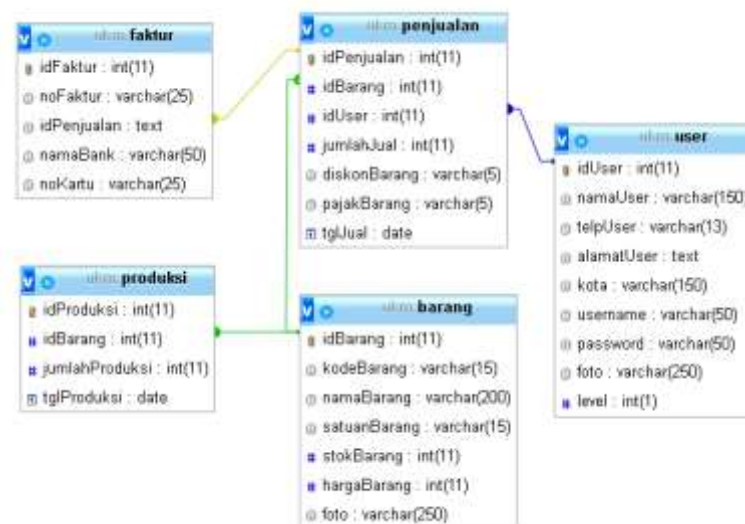 ukm faktur
idFaktur : int(11)
noFaktur : varchar(25)
idPenjualan : text
namaBank : varchar(50)
noKartu : varchar(25)
ukm penjualan
idPenjualan : int(11)
idBarang : int(11)
idUser : int(11)
jumlahJual : int(11)
diskonBarang : varchar(5)
pajakBarang : varchar(5)
tglJual : date
ukm user
idUser : int(11)
namaUser : varchar(150)
telpUser : varchar(13)
alamatUser : text
kota : varchar(150)
username : varchar(50)
password : varchar(50)
foto : varchar(250)
level : int(1)
ukm produksi
idProduksi : int(11)
idBarang : int(11)
jumlahProduksi : int(11)
tglProduksi : date
ukm barang
idBarang : int(11)
kodeBarang : varchar(15)
namaBarang : varchar(200)
satuanBarang : varchar(15)
stokBarang : int(11)
hargaBarang : int(11)
foto : varchar(250)